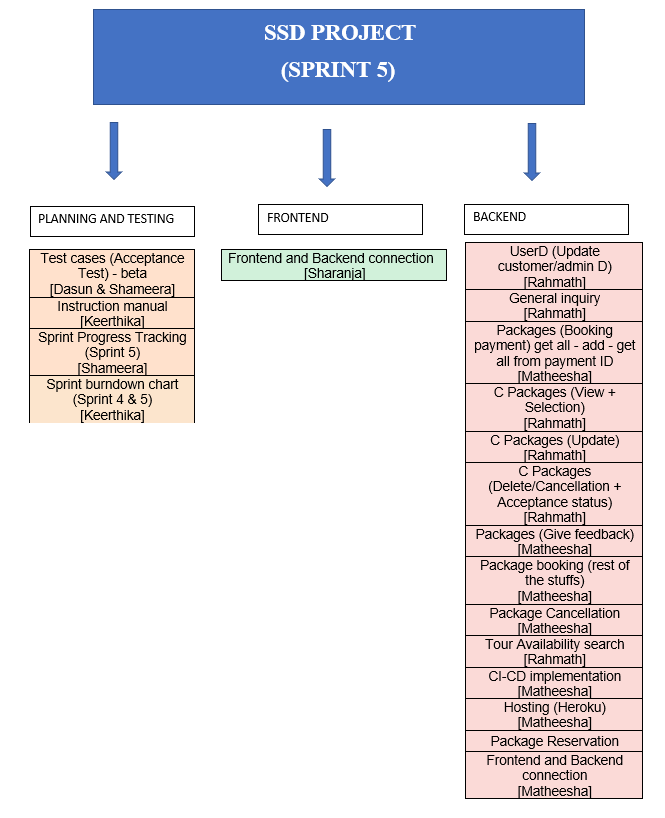 SSD PROJECT
(SPRINT 5)
PLANNING AND TESTING
Test cases (Acceptance
Test) - beta
[Dasun & Shameera]
Instruction manual
[Keerthika]
Sprint Progress Tracking
(Sprint 5)
[Shameera]
Sprint burndown chart
(Sprint 4 & 5)
[Keerthika]
FRONTEND
Frontend and Backend connection
[Sharanja]
BACKEND
UserD (Update
customer/admin D)
[Rahmath]
General inquiry
[Rahmath]
Packages (Booking
payment) get all - add - get
all from payment ID
[Matheesha]
C Packages (View +
Selection)
[Rahmath]
C Packages (Update)
[Rahmath]
C Packages
(Delete/Cancellation +
Acceptance status)
[Rahmath]
Packages (Give feedback)
[Matheesha]
Package booking (rest of
the stuffs)
[Matheesha]
Package Cancellation
[Matheesha]
Tour Availability search
[Rahmath]
CI-CD implementation
[Matheesha]
Hosting (Heroku)
[Matheesha]
Package Reservation
Frontend and Backend
connection
[Matheesha]